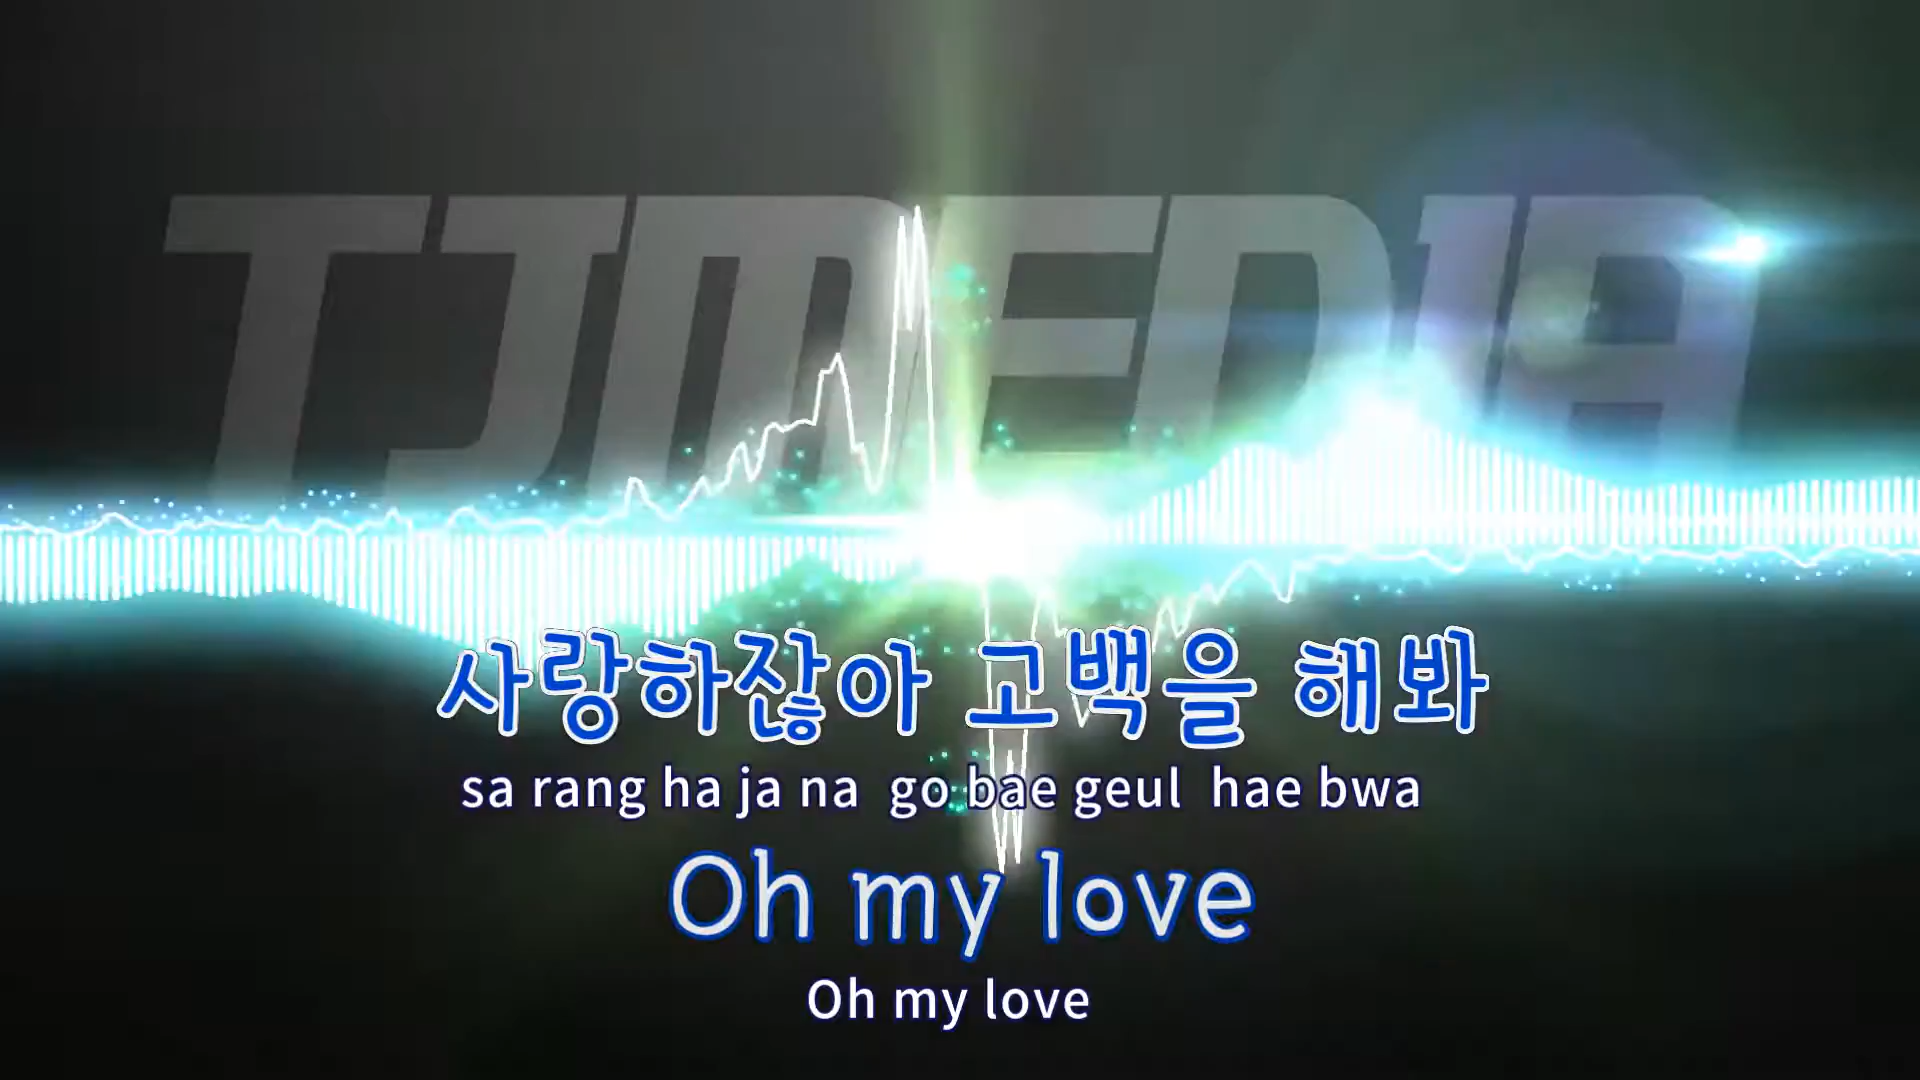 TJMEDIA
사랑하잖아 고백을 해봐
sa rang ha ja na go bae geul hae bwa
Oh my love
Oh my love